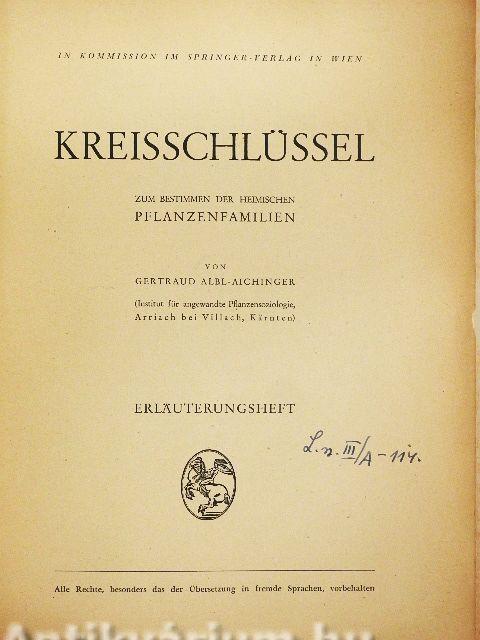 IN KOMMISSION IM SPRINGER-VERLAG IN WIEN
KREISSCHLÜSSEL
ZUM BESTIMMEN DER HEIMISCHEN
PFLANZENFAMILIEN
VON
GERTRAUD ALBL-AICHINGER
(Institut für angewandte Pflanzensoziologie,
Arriach bei Villach, Kärnten)
ERLÄUTERUNGSHEFT
L. n. III/A - 114.
Alle Rechte, besonders das der Übersetzung in fremde Sprachen, vorbehalten
Antikvárium.hu